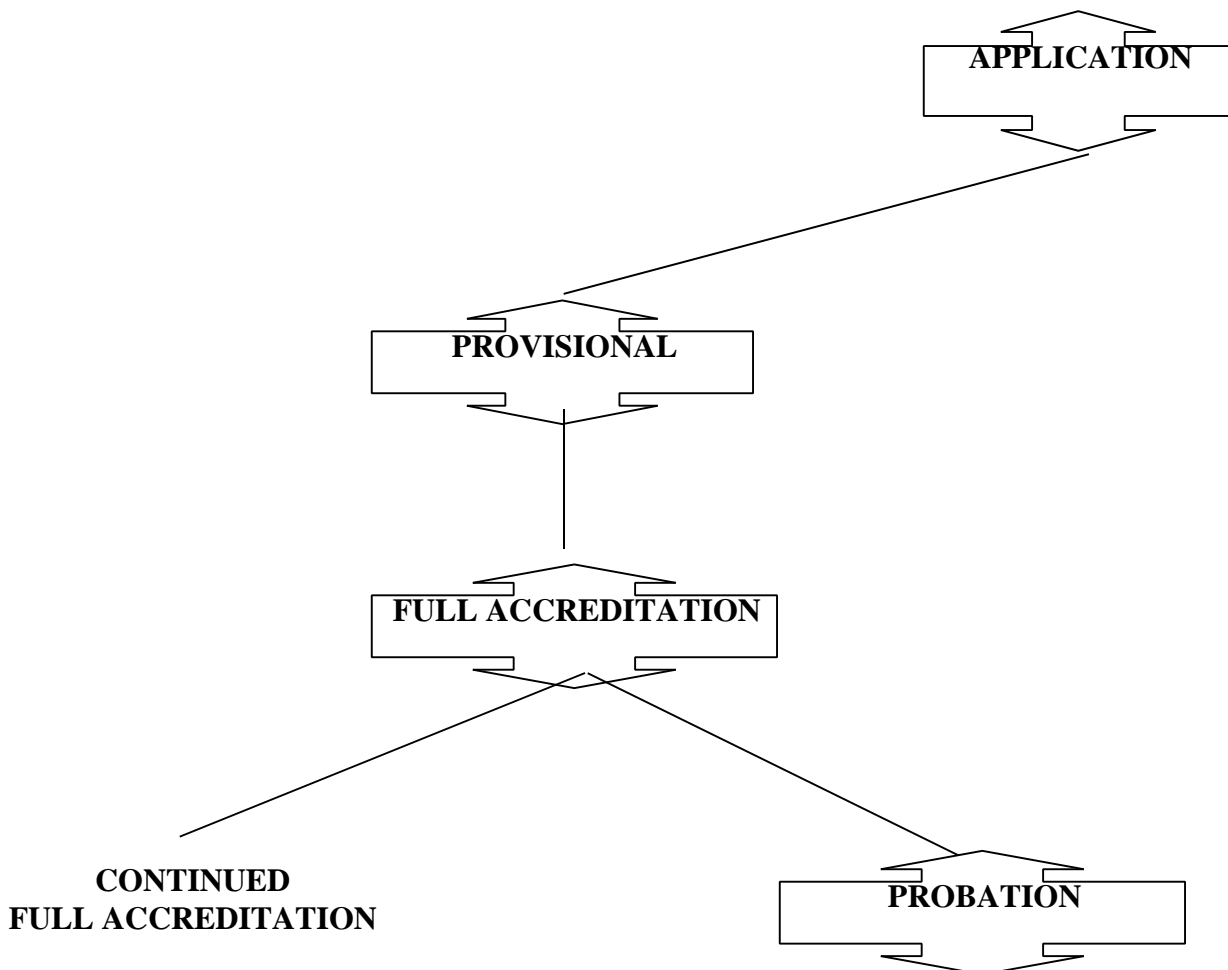 APPLICATION
PROVISIONAL
FULL ACCREDITATION
CONTINUED
FULL ACCREDITATION
PROBATION